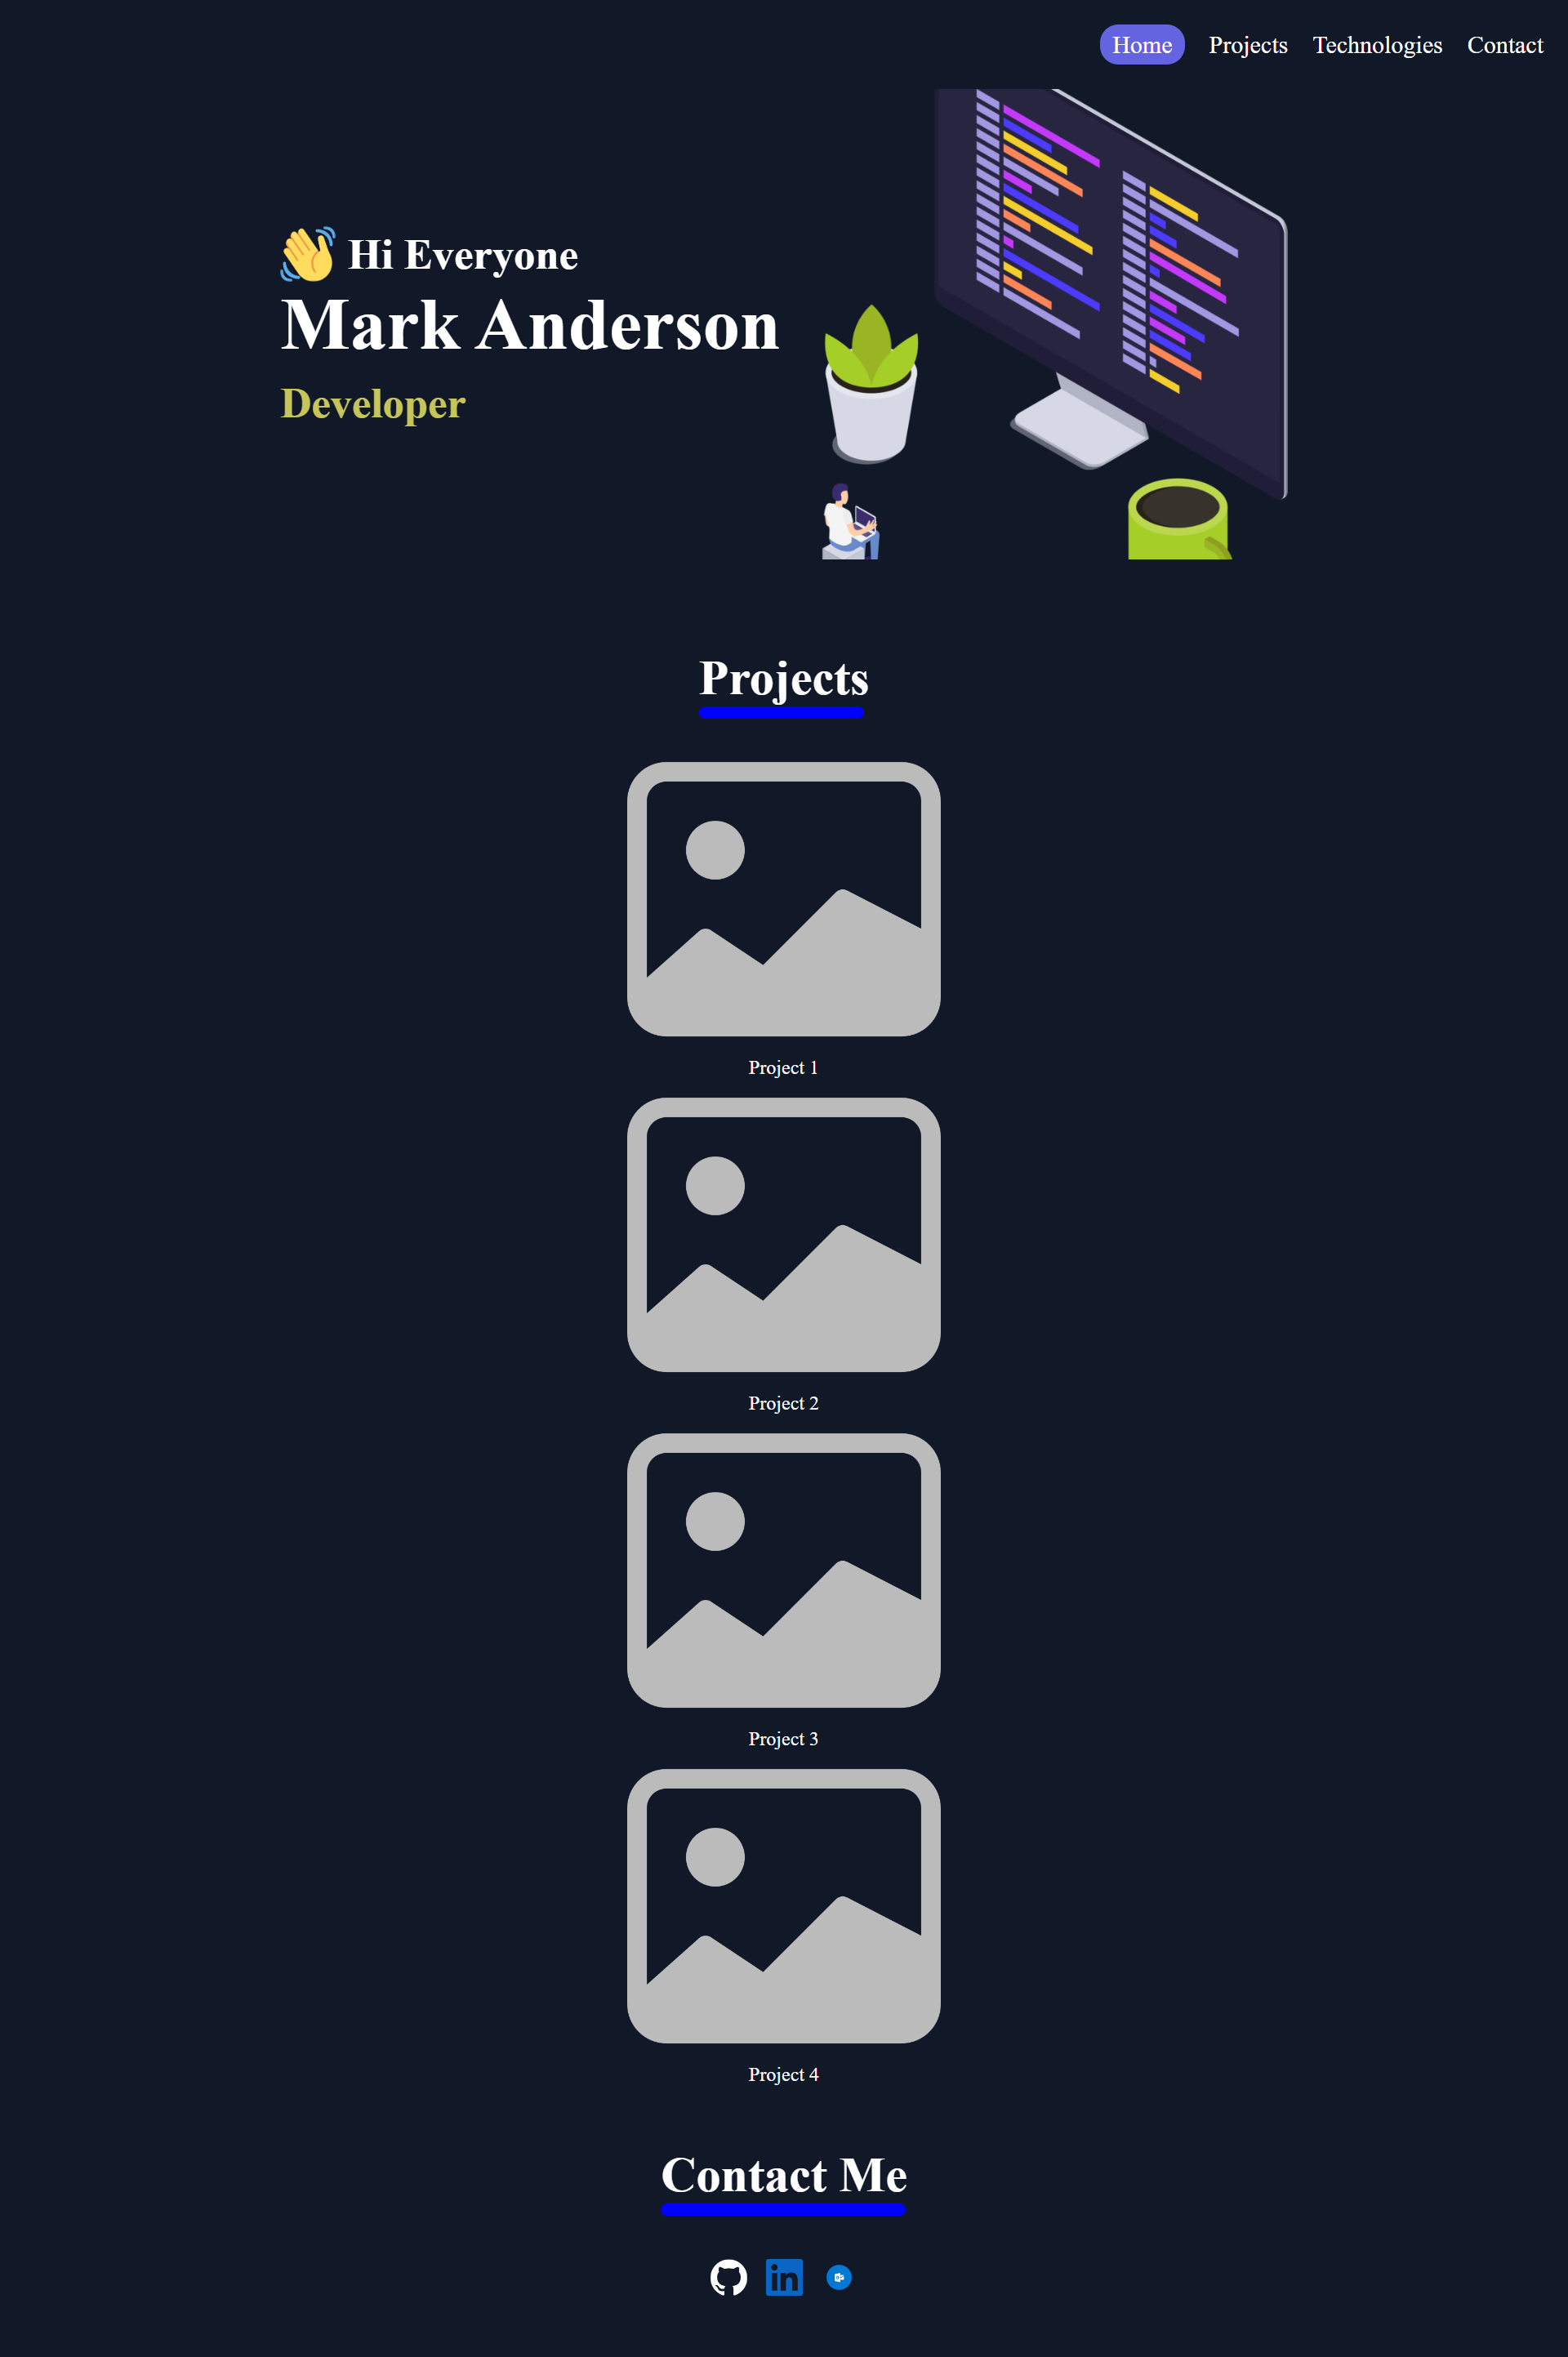 Home Projects Technologies Contact
👋 Hi Everyone
Mark Anderson
Developer
Projects
Project 1
Project 2
Project 3
Project 4
Contact Me
in